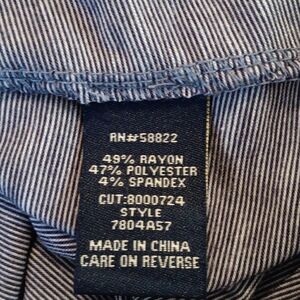 RN#58822
49% RAYON
47% POLYESTER
4% SPANDEX
CUT:8000724
STYLE
7804A57
MADE IN CHINA
CARE ON REVERSE